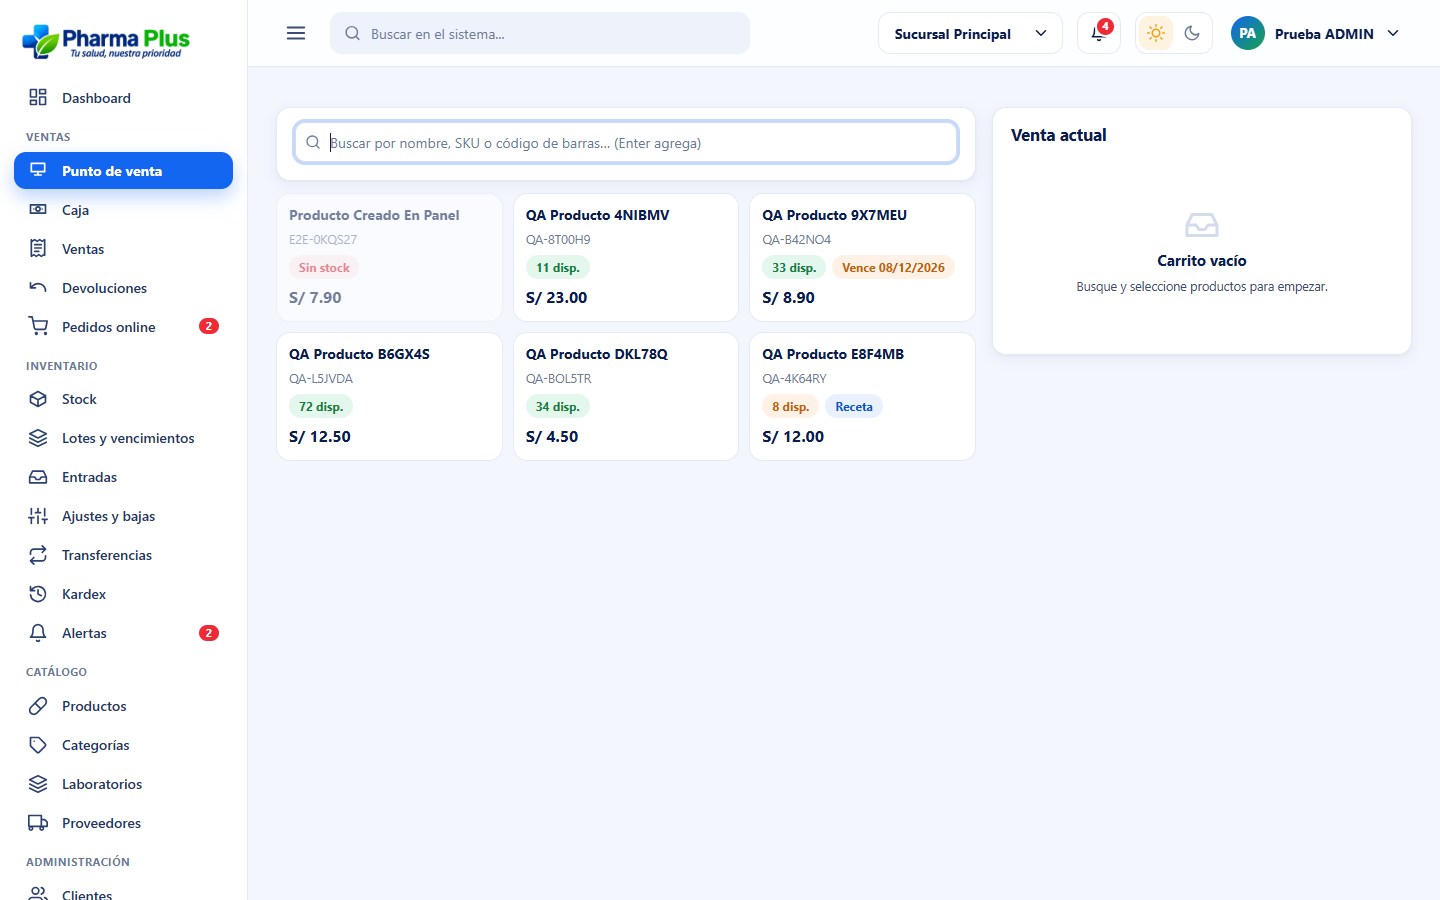 Pharma Plus
Tu salud, nuestra prioridad
Dashboard
VENTAS
Punto de venta
Caja
Ventas
Devoluciones
Pedidos online 2
INVENTARIO
Stock
Lotes y vencimientos
Entradas
Ajustes y bajas
Transferencias
Kardex
Alertas 2
CATÁLOGO
Productos
Categorías
Laboratorios
Proveedores
ADMINISTRACIÓN
Clientes
Buscar en el sistema...
Sucursal Principal
4
PA Prueba ADMIN
Buscar por nombre, SKU o código de barras... (Enter agrega)
Producto Creado En Panel
E2E-0KQS27
Sin stock
S/ 7.90
QA Producto 4NIBMV
QA-8T00H9
11 disp.
S/ 23.00
QA Producto 9X7MEU
QA-B42NO4
33 disp. Vence 08/12/2026
S/ 8.90
QA Producto B6GX4S
QA-L5JVDA
72 disp.
S/ 12.50
QA Producto DKL78Q
QA-BOL5TR
34 disp.
S/ 4.50
QA Producto E8F4MB
QA-4K64RY
8 disp. Receta
S/ 12.00
Venta actual
Carrito vacío
Busque y seleccione productos para empezar.